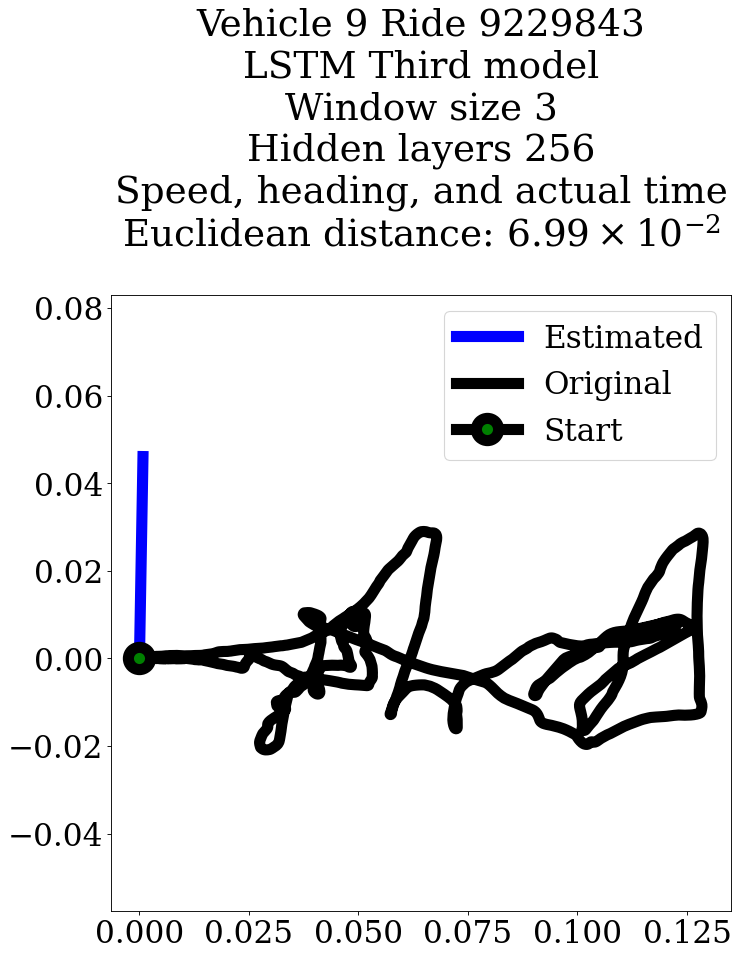 Vehicle 9 Ride 9229843
LSTM Third model
Window size 3
Hidden layers 256
Speed, heading, and actual time
Euclidean distance: 6.99 × 10⁻²
Estimated
Original
Start
0.08
0.06
0.04
0.02
0.00
−0.02
−0.04
0.000 0.025 0.050 0.075 0.100 0.125